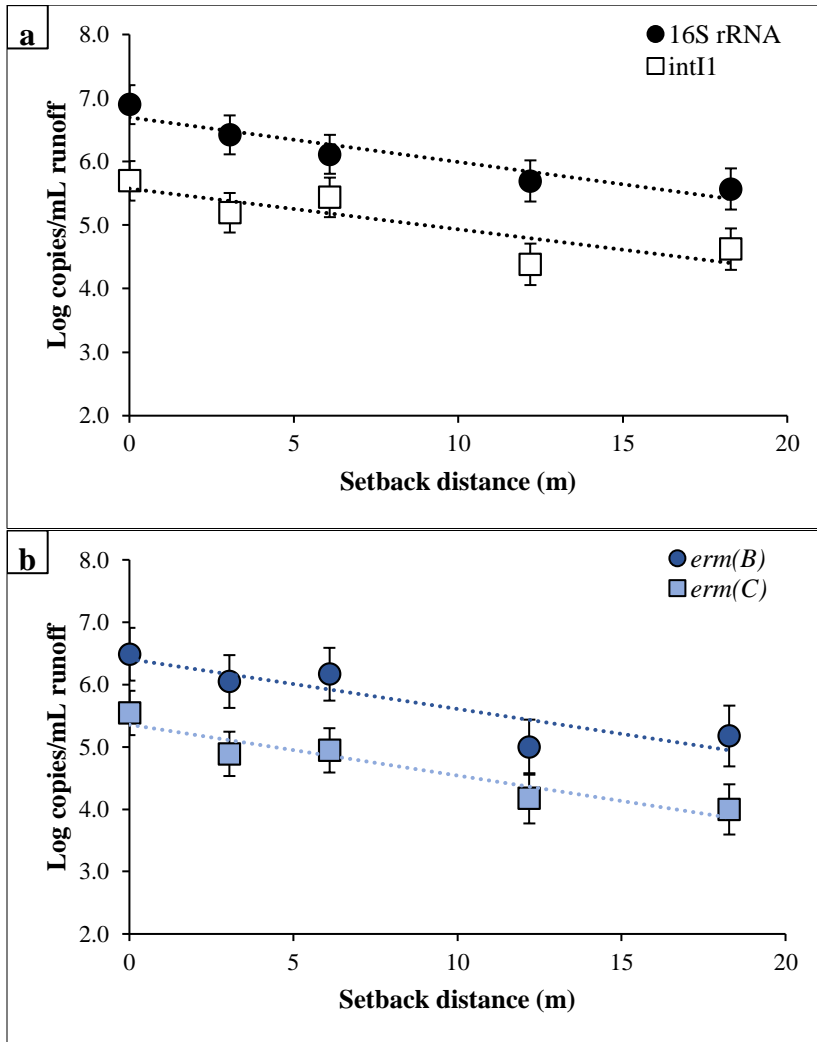 a
16S rRNA
intI1
8.0
7.0
6.0
5.0
4.0
3.0
2.0
Log copies/mL runoff
0
5
10
15
20
Setback distance (m)
b
erm(B)
erm(C)
8.0
7.0
6.0
5.0
4.0
3.0
2.0
Log copies/mL runoff
0
5
10
15
20
Setback distance (m)